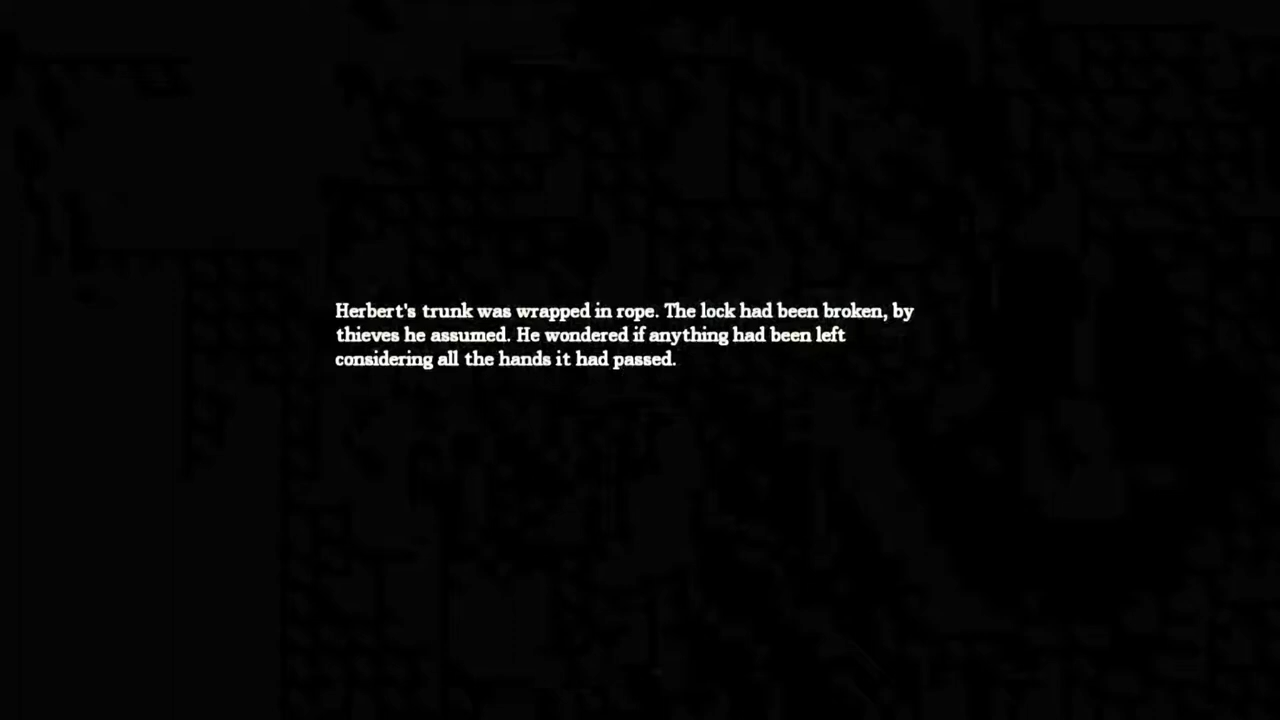 Herbert's trunk was wrapped in rope. The lock had been broken, by
thieves he assumed. He wondered if anything had been left
considering all the hands it had passed.